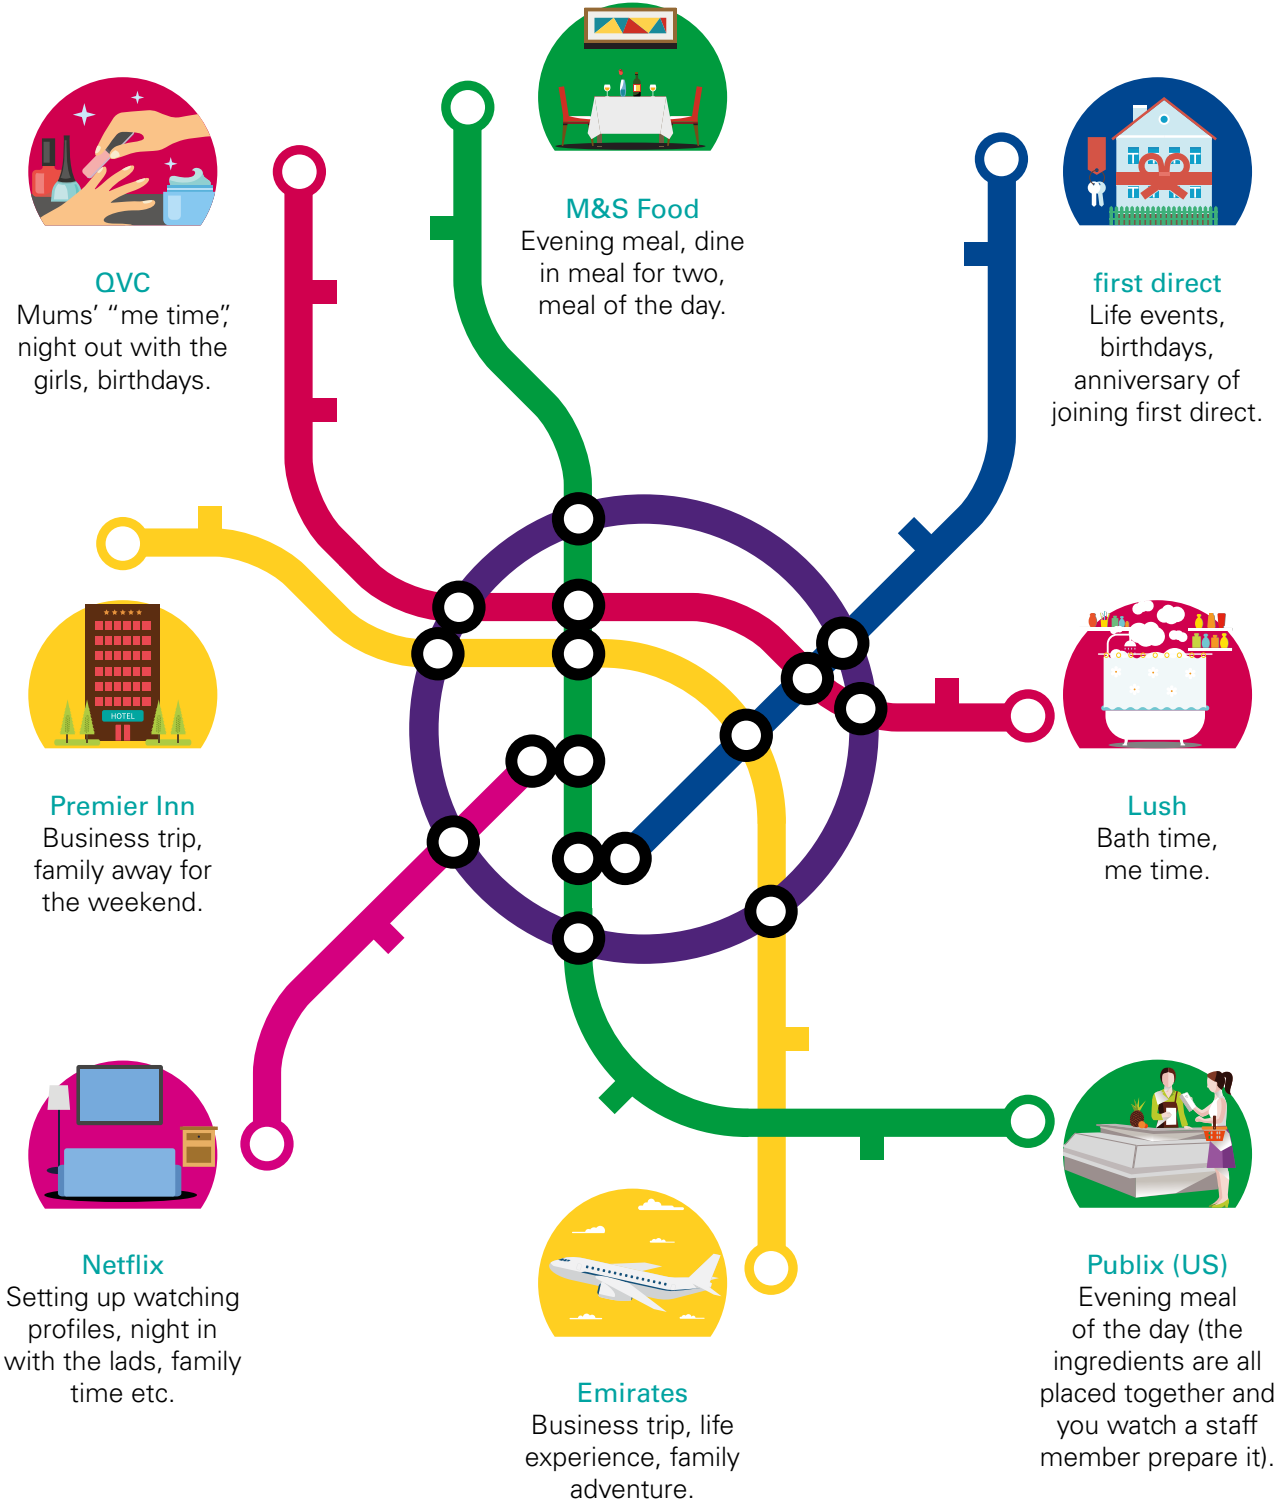 M&S Food
Evening meal, dine
in meal for two,
meal of the day.
QVC
Mums’ “me time”,
night out with the
girls, birthdays.
first direct
Life events,
birthdays,
anniversary of
joining first direct.
HOTEL
Premier Inn
Business trip,
family away for
the weekend.
Lush
Bath time,
me time.
Netflix
Setting up watching
profiles, night in
with the lads, family
time etc.
Emirates
Business trip, life
experience, family
adventure.
Publix (US)
Evening meal
of the day (the
ingredients are all
placed together and
you watch a staff
member prepare it).